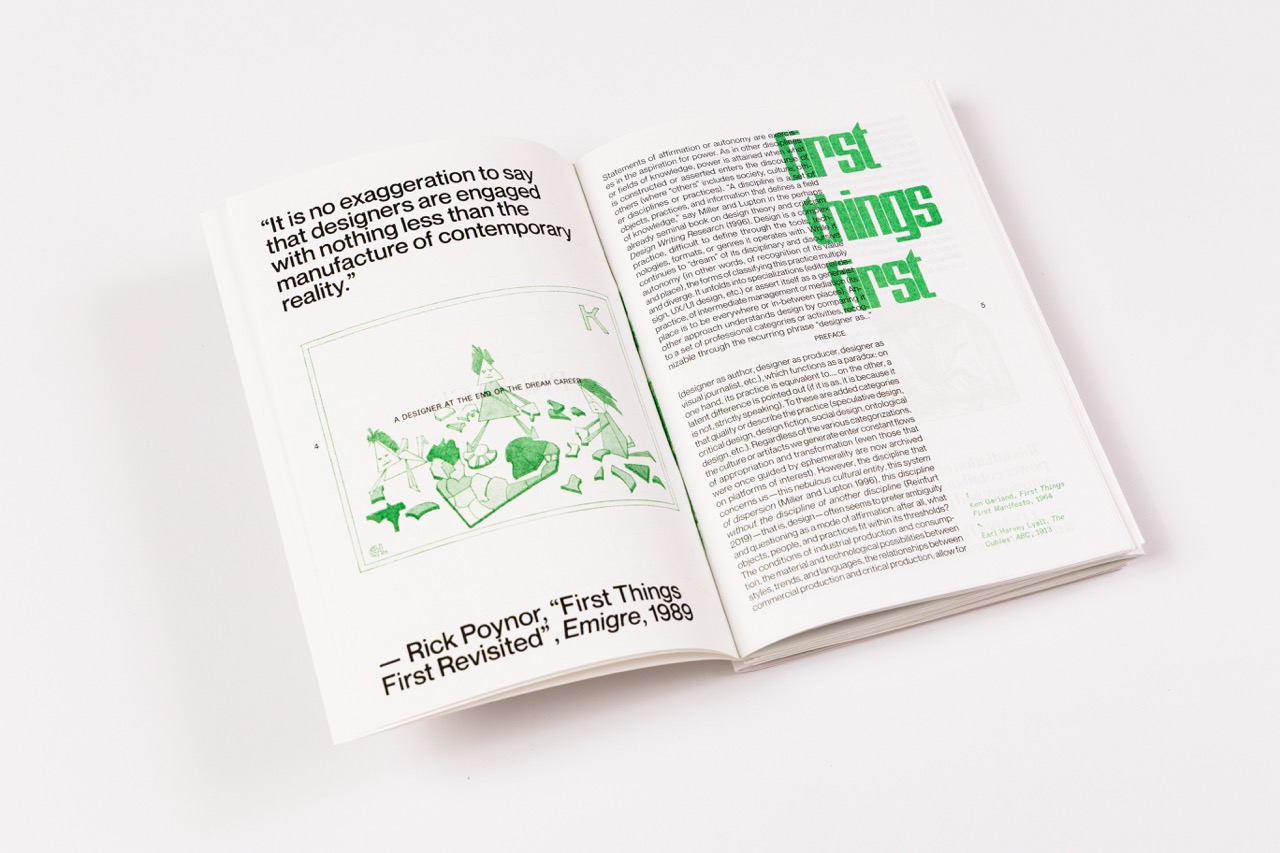 “It is no exaggeration to say
that designers are engaged
with nothing less than the
manufacture of contemporary
reality.”
K
A DESIGNER AT THE END OF THE DREAM CAREER
4
— Rick Poynor, “First Things
First Revisited” , Emigre, 1989
first
things
first
Statements of affirmation or autonomy are exercis-
es in the aspiration for power. As in other disciplines
or fields of knowledge, power is attained when what
is constructed or asserted enters the discourse of
others (where “others” includes society, culture, oth-
er disciplines or practices). “A discipline is a set of
objects, practices, and information that defines a field
of knowledge,” say Miller and Lupton in the perhaps
already seminal book on design theory and criticism
Design Writing Research (1996). Design is a complex
practice, difficult to define through the tools, tech-
nologies, formats, or genres it operates with. While it
continues to “dream” of its disciplinary and discursive
autonomy (in other words, of recognition of its value
and place), the forms of classifying this practice multiply
and diverge. It unfolds into specializations (editorial de-
sign, UX/UI design, etc.) or assert itself as a generalist
practice, of intermediate management or mediation (its
place is to be everywhere or in-between places). An-
other approach understands design by comparing it
to a set of professional categories or activities, recog-
nizable through the recurring phrase “designer as...”
5
PREFACE
(designer as author, designer as producer, designer as
visual journalist, etc.), which functions as a paradox: on
one hand, its practice is equivalent to..., on the other, a
latent difference is pointed out (if it is as, it is because it
is not, strictly speaking). To these are added categories
that qualify or describe the practice (speculative design,
critical design, design fiction, social design, ontological
design, etc.). Regardless of the various categorizations,
the culture or artifacts we generate enter constant flows
of appropriation and transformation (even those that
were once guided by ephemerality are now archived
on platforms of interest). However, the discipline that
concerns us—this nebulous cultural entity, this system
of dispersion (Miller and Lupton 1996), this discipline
without the discipline of another discipline (Reinfurt
2019)—that is, design—often seems to prefer ambiguity
and questioning as a mode of affirmation: after all, what
objects, people, and practices fit within its thresholds?
The conditions of industrial production and consump-
tion, the material and technological possibilities between
styles, trends, and languages, the relationships between
commercial production and critical production, allow for
↑
Ken Garland, First Things
First Manifesto, 1964
↖
Earl Harvey Lyall, The
Cubies’ ABC, 1913